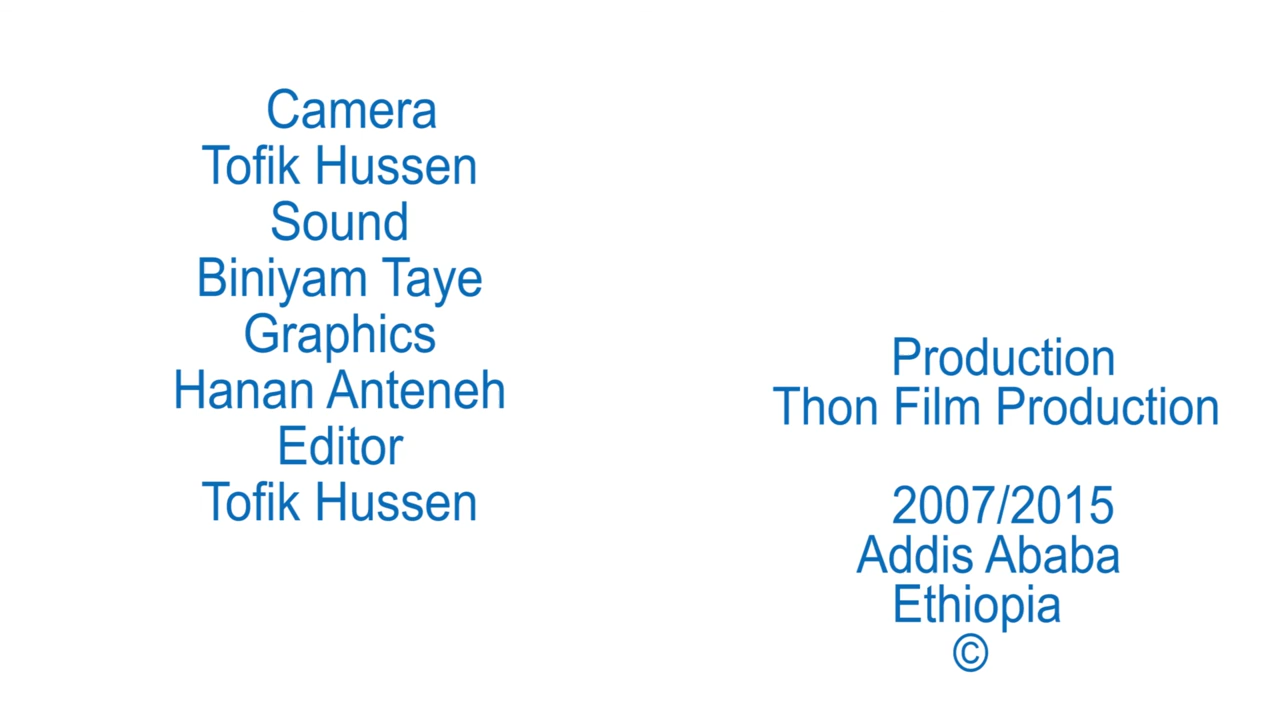 Camera
Tofik Hussen
Sound
Biniyam Taye
Graphics
Hanan Anteneh
Editor
Tofik Hussen
Production
Thon Film Production
2007/2015
Addis Ababa
Ethiopia
©